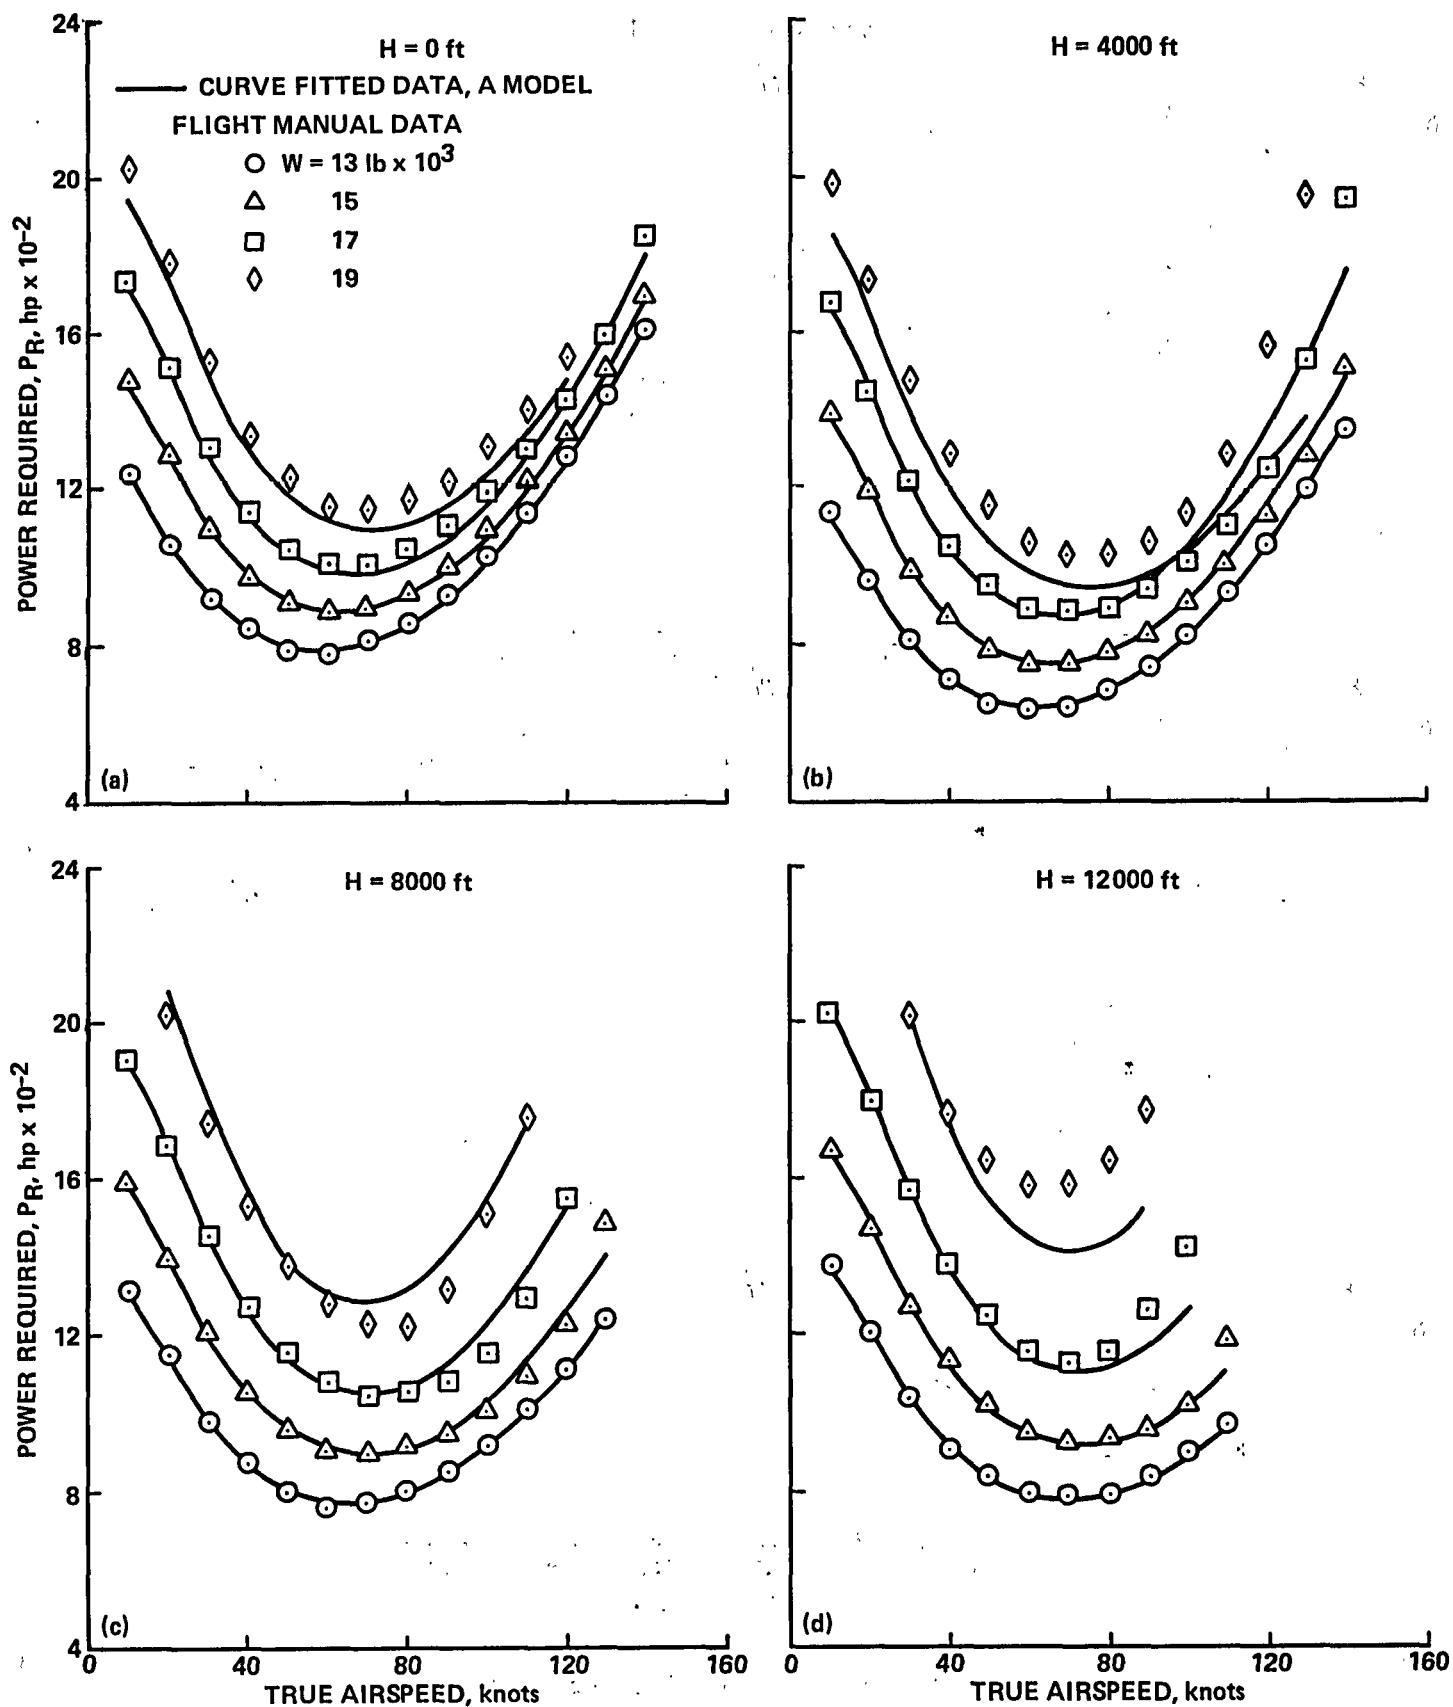 24
20
16
12
8
4
POWER REQUIRED, PR, hp x 10-2
H = 0 ft
CURVE FITTED DATA, A MODEL
FLIGHT MANUAL DATA
W = 13 lb x 103
15
17
19
(a)
H = 4000 ft
(b)
24
20
16
12
8
4
POWER REQUIRED, PR, hp x 10-2
H = 8000 ft
(c)
0 40 80 120 160
TRUE AIRSPEED, knots
H = 12000 ft
(d)
0 40 80 120 160
TRUE AIRSPEED, knots